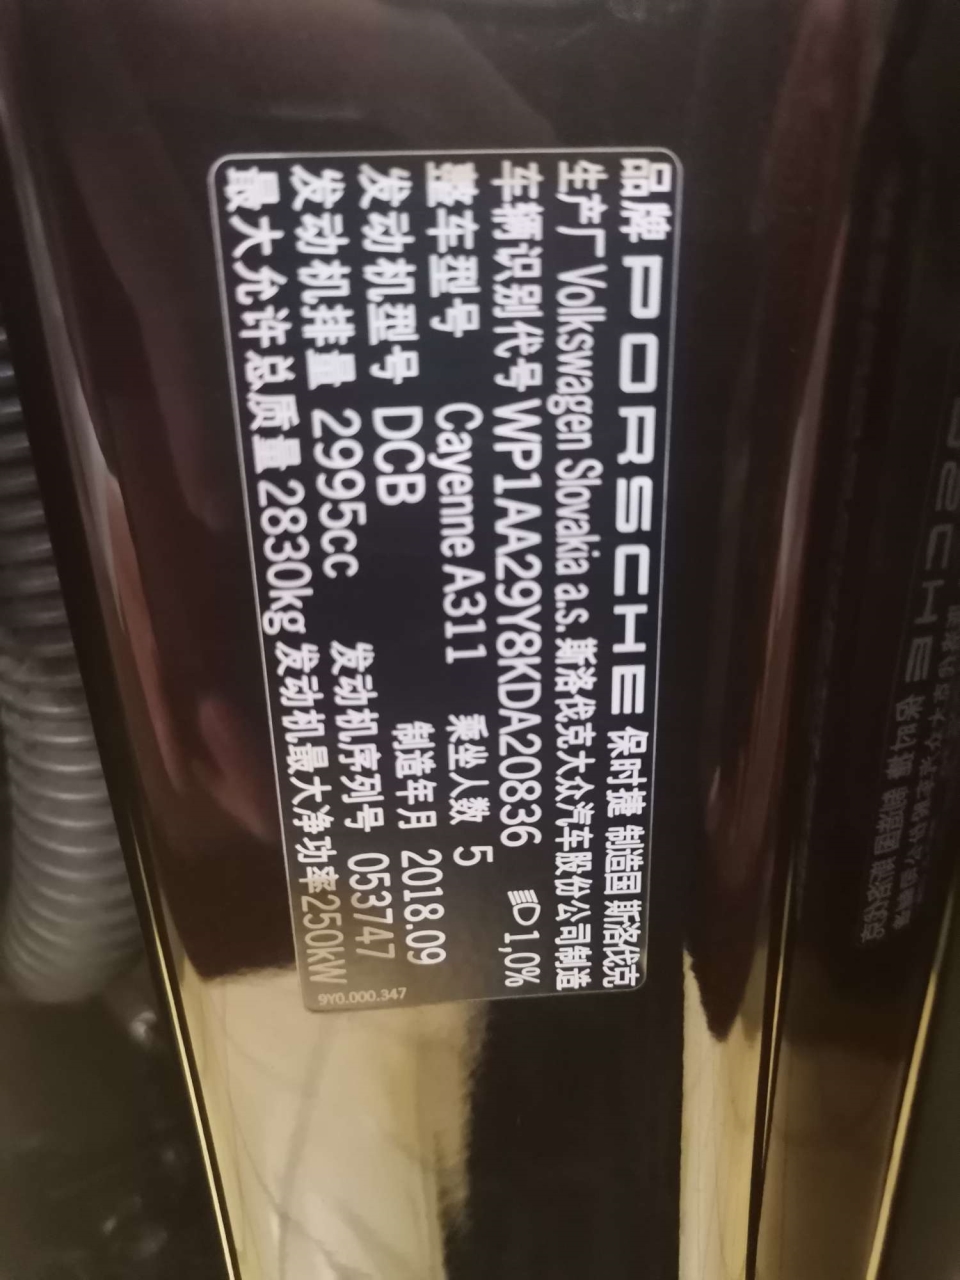 品牌 PORSCHE 保时捷 制造国 斯洛伐克
生产厂 Volkswagen Slovakia a.s. 斯洛伐克大众汽车股份公司制造
车辆识别代号 WP1AA29Y8KDA20836 1,0%
整车型号 Cayenne A311 乘坐人数 5
发动机型号 DCB 制造年月 2018.09
发动机排量 2995cc 发动机序列号 053747
最大允许总质量 2830kg 发动机最大净功率250kW
9Y0.000.347